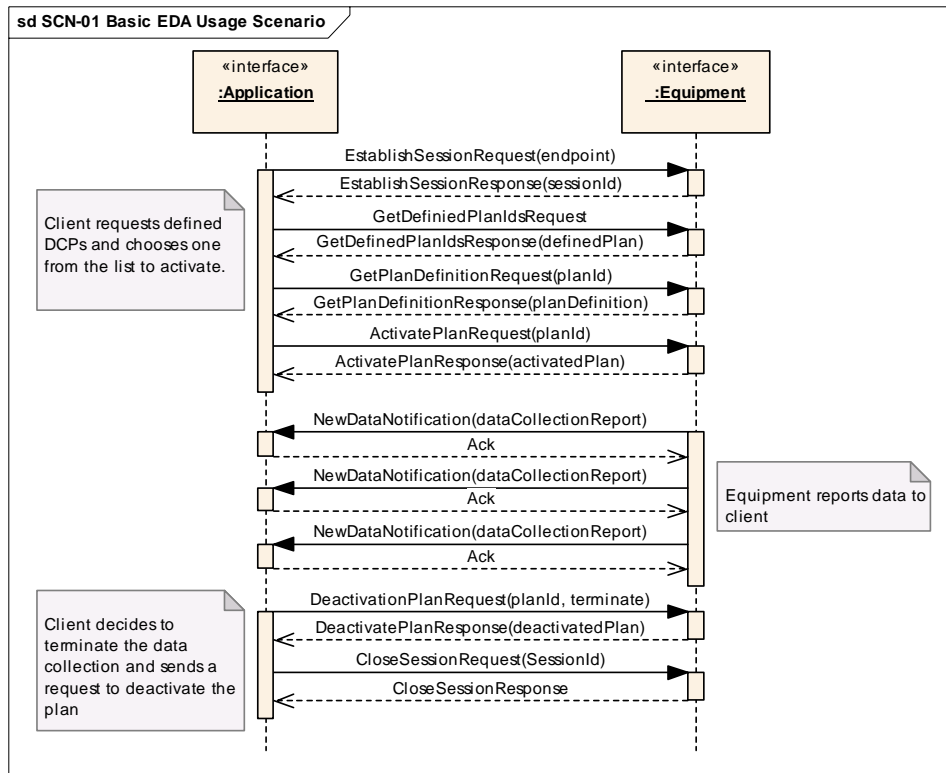 sd SCN-01 Basic EDA Usage Scenario
«interface»
:Application
«interface»
:Equipment
EstablishSessionRequest(endpoint)
EstablishSessionResponse(sessionId)
Client requests defined
DCPs and chooses one
from the list to activate.
GetDefiniedPlanIdsRequest
GetDefinedPlanIdsResponse(definedPlan)
GetPlanDefinitionRequest(planId)
GetPlanDefinitionResponse(planDefinition)
ActivatePlanRequest(planId)
ActivatePlanResponse(activatedPlan)
NewDataNotification(dataCollectionReport)
Ack
NewDataNotification(dataCollectionReport)
Ack
Equipment reports data to
client
NewDataNotification(dataCollectionReport)
Ack
Client decides to
terminate the data
collection and sends a
request to deactivate the
plan
DeactivationPlanRequest(planId, terminate)
DeactivatePlanResponse(deactivatedPlan)
CloseSessionRequest(SessionId)
CloseSessionResponse